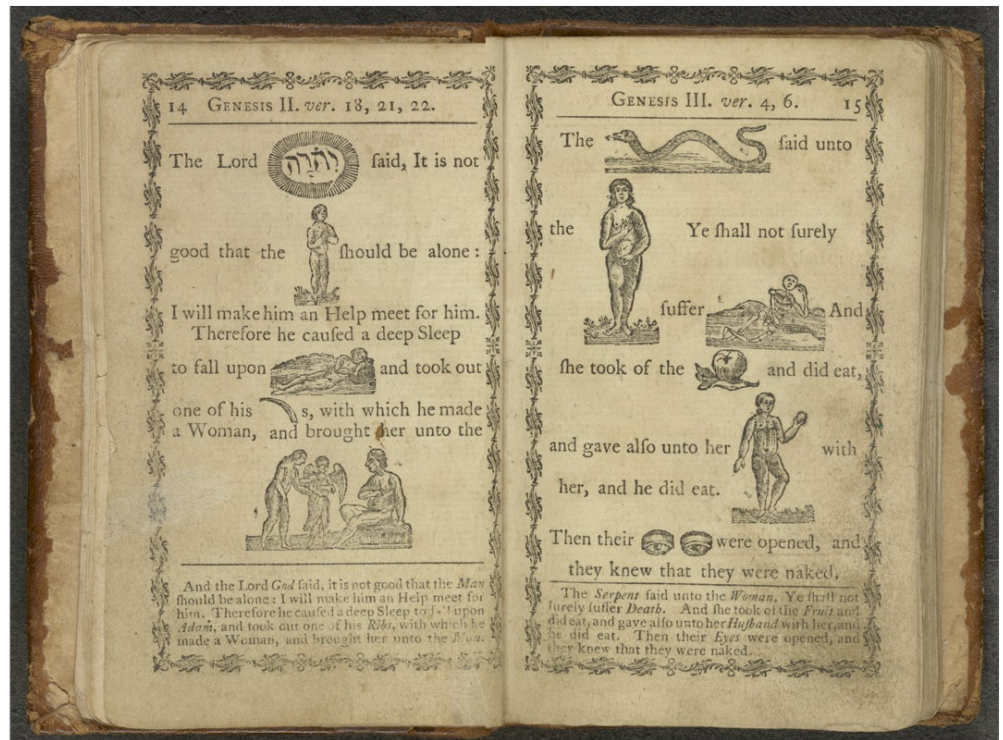 14 GENESIS II. ver. 18, 21, 22.
The Lord יְהֹוָה ſaid, It is not
good that the ſhould be alone:
I will make him an Help meet for him.
Therefore he cauſed a deep Sleep
to fall upon and took out
one of his s, with which he made
a Woman, and brought her unto the
And the Lord God ſaid, it is not good that the Man
ſhould be alone: I will make him an Help meet for
him. Therefore he cauſed a deep Sleep to fall upon
Adam, and took out one of his Ribs, with which he
made a Woman, and brought her unto the Man.
GENESIS III. ver. 4, 6. 15
The ſaid unto
the Ye ſhall not ſurely
ſuffer And
ſhe took of the and did eat,
and gave alſo unto her with
her, and he did eat.
Then their were opened, and
they knew that they were naked.
The Serpent ſaid unto the Woman, Ye ſhall not
ſurely ſuffer Death. And ſhe took of the Fruit and
did eat, and gave alſo unto her Huſband with her, and
he did eat. Then their Eyes were opened, and
they knew that they were naked.